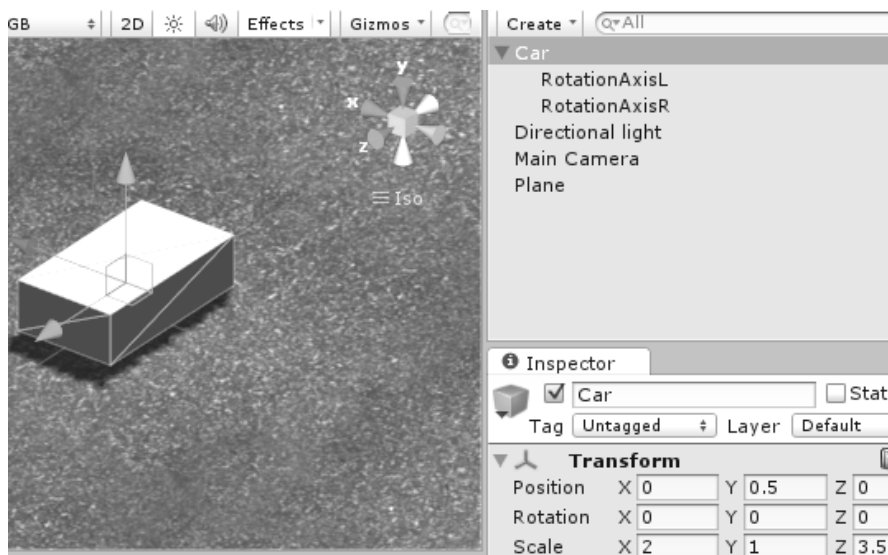 GB 2D Effects Gizmos
Create All
y
x
z
Iso
Car
RotationAxisL
RotationAxisR
Directional light
Main Camera
Plane
Inspector
Car Stat
Tag Untagged Layer Default
Transform
Position X 0 Y 0.5 Z 0
Rotation X 0 Y 0 Z 0
Scale X 2 Y 1 Z 3.5